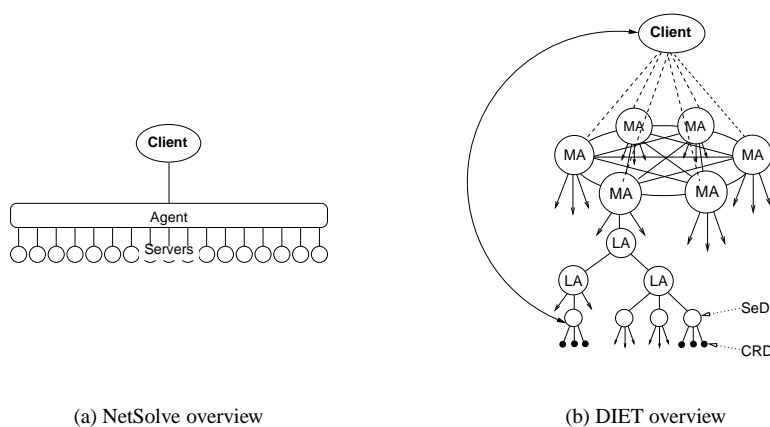 Client
Agent
Servers
(a) NetSolve overview
Client
MA
MA
MA
MA
MA
MA
LA
LA
LA
SeD
CRD
(b) DIET overview